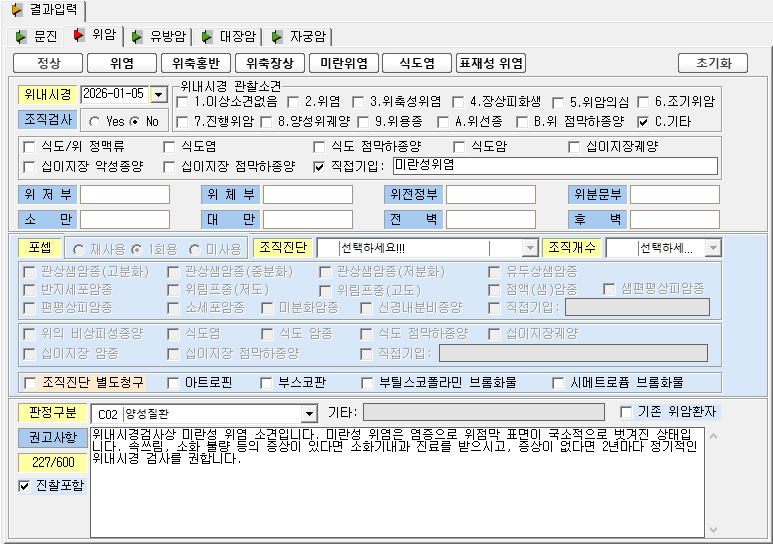 결과입력
문진 위암 유방암 대장암 자궁암
정상 위염 위축홍반 위축장상 미란위염 식도염 표재성 위염 초기화
위내시경 2026-01-05 위내시경 관찰소견
1.이상소견없음 2.위염 3.위축성위염 4.장상피화생 5.위암의심 6.조기위암
조직검사 Yes No 7.진행위암 8.양성위궤양 9.위용종 A.위선종 B.위 점막하종양 C.기타
식도/위 정맥류 식도염 식도 점막하종양 식도암 십이지장궤양
십이지장 악성종양 십이지장 점막하종양 직접기입: 미란성위염
위 저 부 위 체 부 위전정부 위분문부
소 만 대 만 전 벽 후 벽
포셉 재사용 1회용 미사용 조직진단 선택하세요!!! 조직개수 선택하세...
관상샘암종(고분화) 관상샘암종(중분화) 관상샘암종(저분화) 유두상샘암종
반지세포암종 위림프종(저도) 위림프종(고도) 점액(샘)암종 샘편평상피암종
편평상피암종 소세포암종 미분화암종 신경내분비종양 직접기입:
위의 비상피성종양 식도염 식도 암종 식도 점막하종양 십이지장궤양
십이지장 암종 십이지장 점막하종양 직접기입:
조직진단 별도청구 아트로핀 부스코판 부틸스코폴라민 브롬화물 시메트로퓸 브롬화물
판정구분 C02 양성질환 기타: 기존 위암환자
권고사항
227/600
진찰포함
위내시경검사상 미란성 위염 소견입니다. 미란성 위염은 염증으로 위점막 표면이 국소적으로 벗겨진 상태입
니다. 속쓰림, 소화 불량 등의 증상이 있다면 소화기내과 진료를 받으시고, 증상이 없다면 2년마다 정기적인
위내시경 검사를 권합니다.